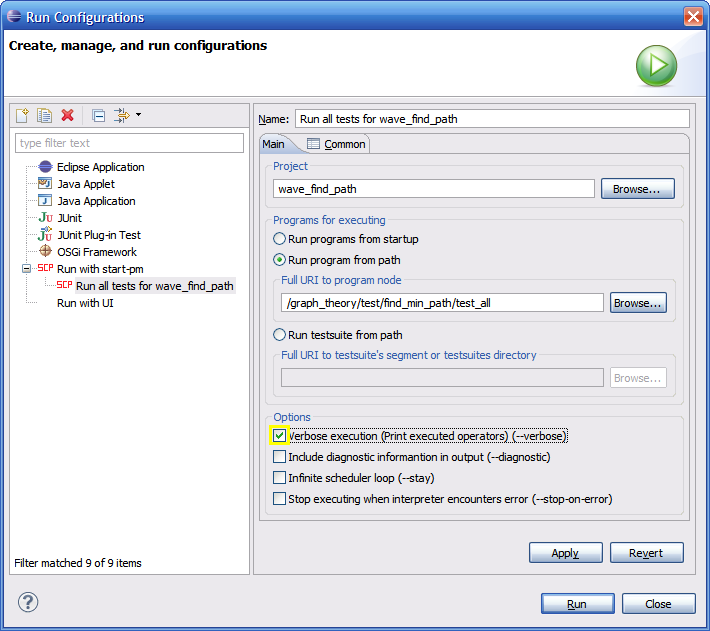 Run Configurations
Create, manage, and run configurations
type filter text
Eclipse Application
Java Applet
Java Application
JUnit
JUnit Plug-in Test
OSGi Framework
Run with start-pm
Run all tests for wave_find_path
Run with UI
Filter matched 9 of 9 items
Name: Run all tests for wave_find_path
Main Common
Project
wave_find_path Browse...
Programs for executing
Run programs from startup
Run program from path
Full URI to program node
/graph_theory/test/find_min_path/test_all Browse...
Run testsuite from path
Full URI to testsuite's segment or testsuites directory
Browse...
Options
Verbose execution (Print executed operators) (--verbose)
Include diagnostic informantion in output (--diagnostic)
Infinite scheduler loop (--stay)
Stop executing when interpreter encounters error (--stop-on-error)
Apply Revert
Run Close